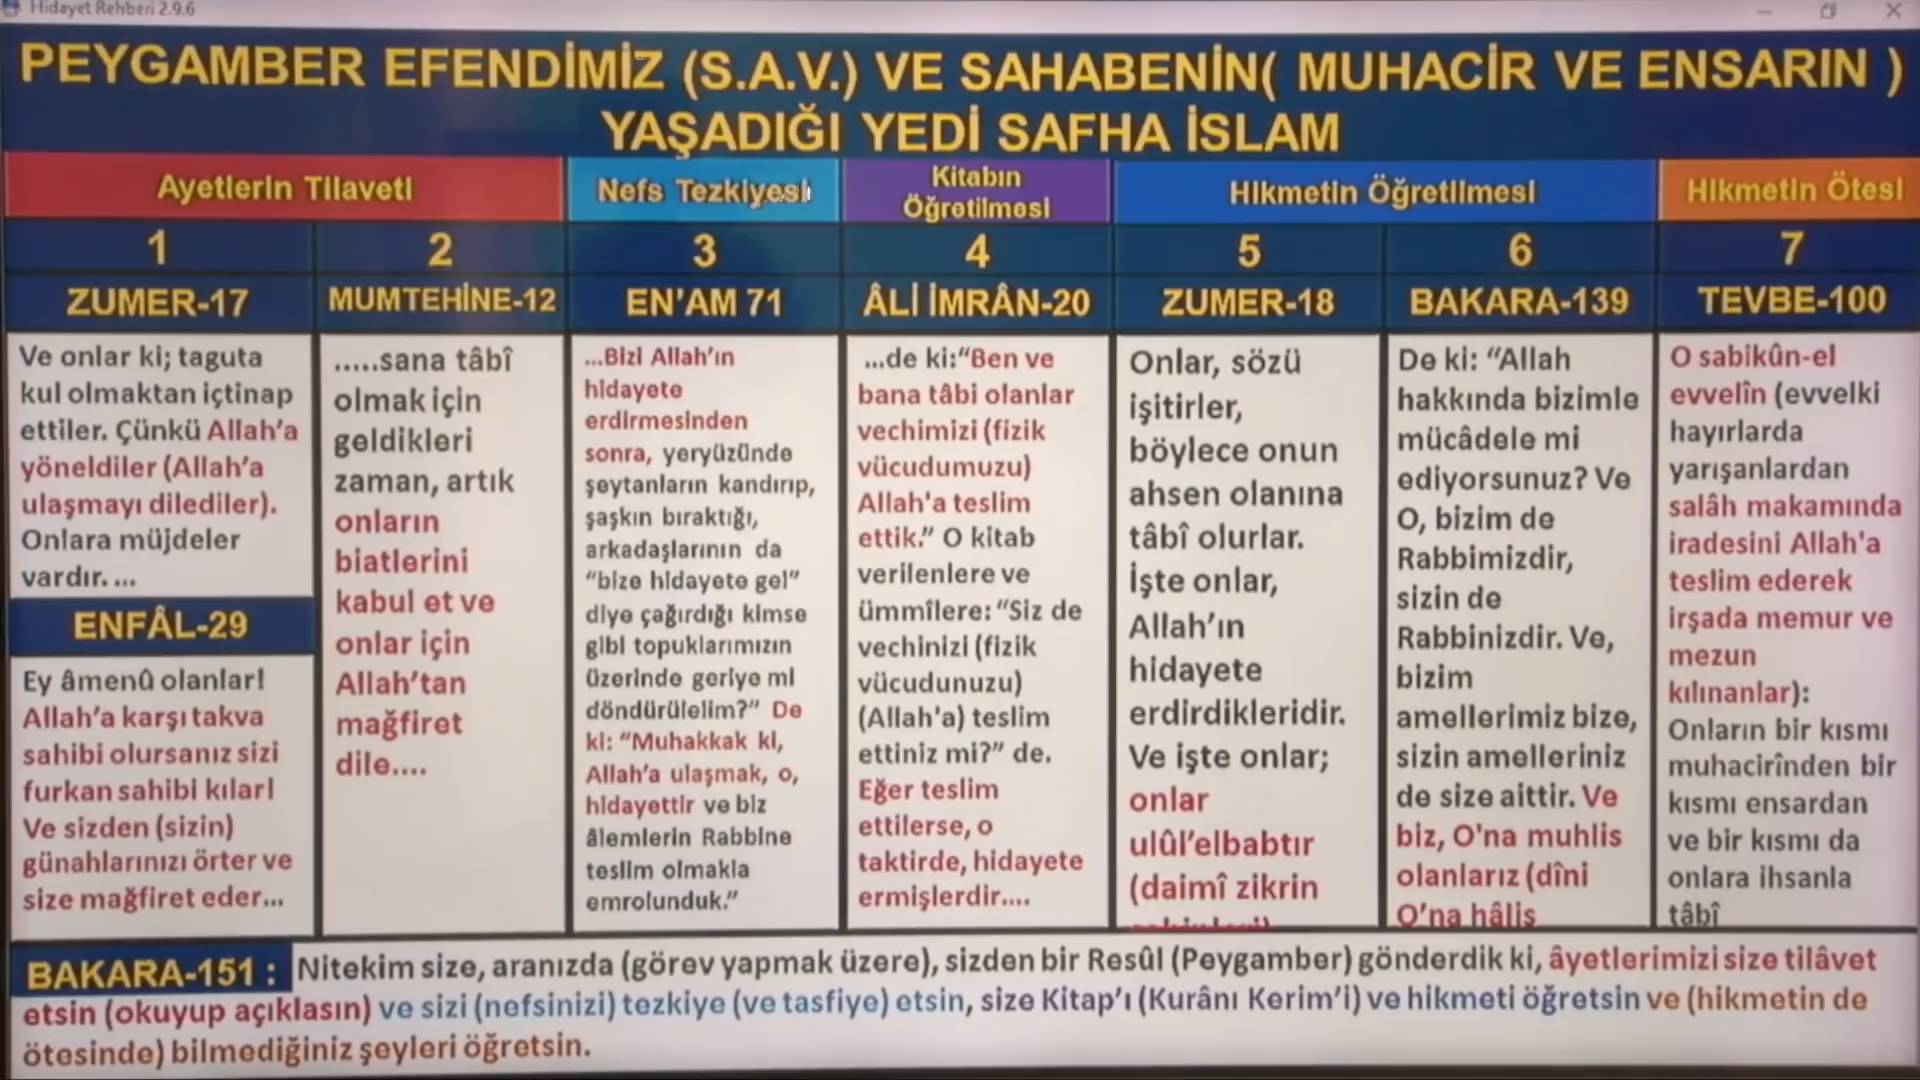 Hidayet Rehberi 2.9.6
PEYGAMBER EFENDİMİZ (S.A.V.) VE SAHABENİN( MUHACİR VE ENSARIN )
YAŞADIĞI YEDİ SAFHA İSLAM
Ayetlerin Tilaveti
Nefs Tezkiyesi
Kitabın
Öğretilmesi
Hikmetin Öğretilmesi
Hikmetin Ötesi
1
2
3
4
5
6
7
ZUMER-17
MUMTEHİNE-12
EN’AM 71
ÂLİ İMRÂN-20
ZUMER-18
BAKARA-139
TEVBE-100
Ve onlar ki; taguta
kul olmaktan içtinap
ettiler. Çünkü Allah’a
yöneldiler (Allah’a
ulaşmayı dilediler).
Onlara müjdeler
vardır. ...
ENFÂL-29
Ey âmenû olanlar!
Allah’a karşı takva
sahibi olursanız sizi
furkan sahibi kılar!
Ve sizden (sizin)
günahlarınızı örter ve
size mağfiret eder...
.....sana tâbî
olmak için
geldikleri
zaman, artık
onların
biatlerini
kabul et ve
onlar için
Allah’tan
mağfiret
dile....
...Bizi Allah’ın
hidayete
erdirmesinden
sonra, yeryüzünde
şeytanların kandırıp,
şaşkın bıraktığı,
arkadaşlarının da
“bize hidayete gel”
diye çağırdığı kimse
gibi topuklarımızın
üzerinde geriye mi
döndürülelim?” De
ki: “Muhakkak ki,
Allah’a ulaşmak, o,
hidayettir ve biz
âlemlerin Rabbine
teslim olmakla
emrolunduk.”
...de ki:“Ben ve
bana tâbi olanlar
vechimizi (fizik
vücudumuzu)
Allah'a teslim
ettik.” O kitab
verilenlere ve
ümmîlere: “Siz de
vechinizi (fizik
vücudunuzu)
(Allah'a) teslim
ettiniz mi?” de.
Eğer teslim
ettilerse, o
taktirde, hidayete
ermişlerdir....
Onlar, sözü
işitirler,
böylece onun
ahsen olanına
tâbî olurlar.
İşte onlar,
Allah’ın
hidayete
erdirdikleridir.
Ve işte onlar;
onlar
ulûl’elbabtır
(daimî zikrin
De ki: “Allah
hakkında bizimle
mücâdele mi
ediyorsunuz? Ve
O, bizim de
Rabbimizdir,
sizin de
Rabbinizdir. Ve,
bizim
amellerimiz bize,
sizin amelleriniz
de size aittir. Ve
biz, O'na muhlis
olanlarız (dîni
O’na hâlis
O sabikûn-el
evvelîn (evvelki
hayırlarda
yarışanlardan
salâh makamında
iradesini Allah'a
teslim ederek
irşada memur ve
mezun
kılınanlar):
Onların bir kısmı
muhacirînden bir
kısmı ensardan
ve bir kısmı da
onlara ihsanla
tâbî
BAKARA-151 : Nitekim size, aranızda (görev yapmak üzere), sizden bir Resûl (Peygamber) gönderdik ki, âyetlerimizi size tilâvet
etsin (okuyup açıklasın) ve sizi (nefsinizi) tezkiye (ve tasfiye) etsin, size Kitap’ı (Kurânı Kerim’i) ve hikmeti öğretsin ve (hikmetin de
ötesinde) bilmediğiniz şeyleri öğretsin.